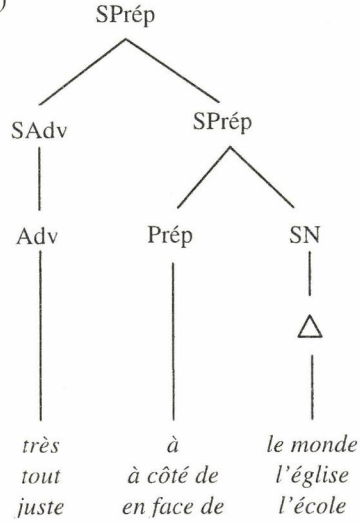 )
SPrép
SAdv SPrép
Adv Prép SN
très à le monde
tout à côté de l'église
juste en face de l'école